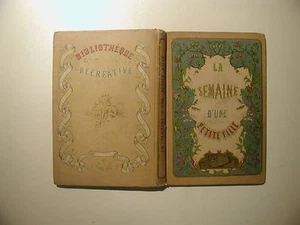 BIBLIOTHÈQUE
RÉCRÉATIVE
LA
SEMAINE
D'UNE
PETITE FILLE